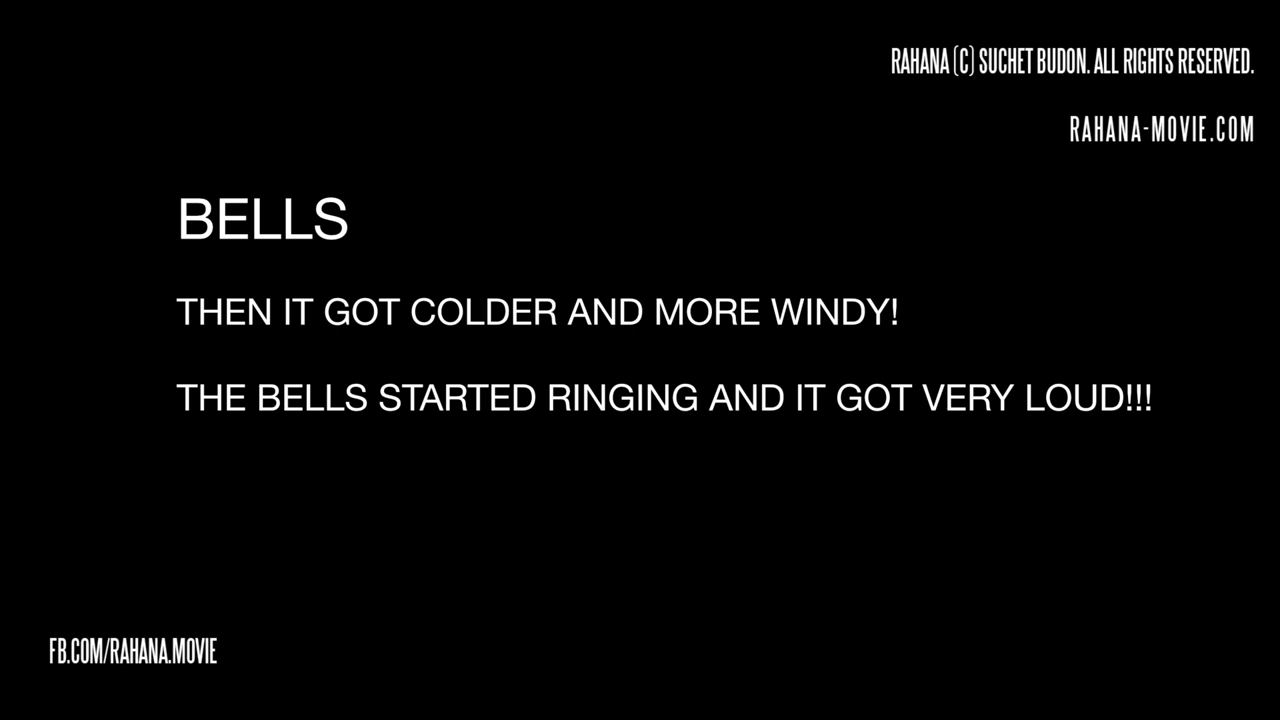 RAHANA (C) SUCHET BUDON. ALL RIGHTS RESERVED.
RAHANA-MOVIE.COM
BELLS
THEN IT GOT COLDER AND MORE WINDY!
THE BELLS STARTED RINGING AND IT GOT VERY LOUD!!!
FB.COM/RAHANA.MOVIE